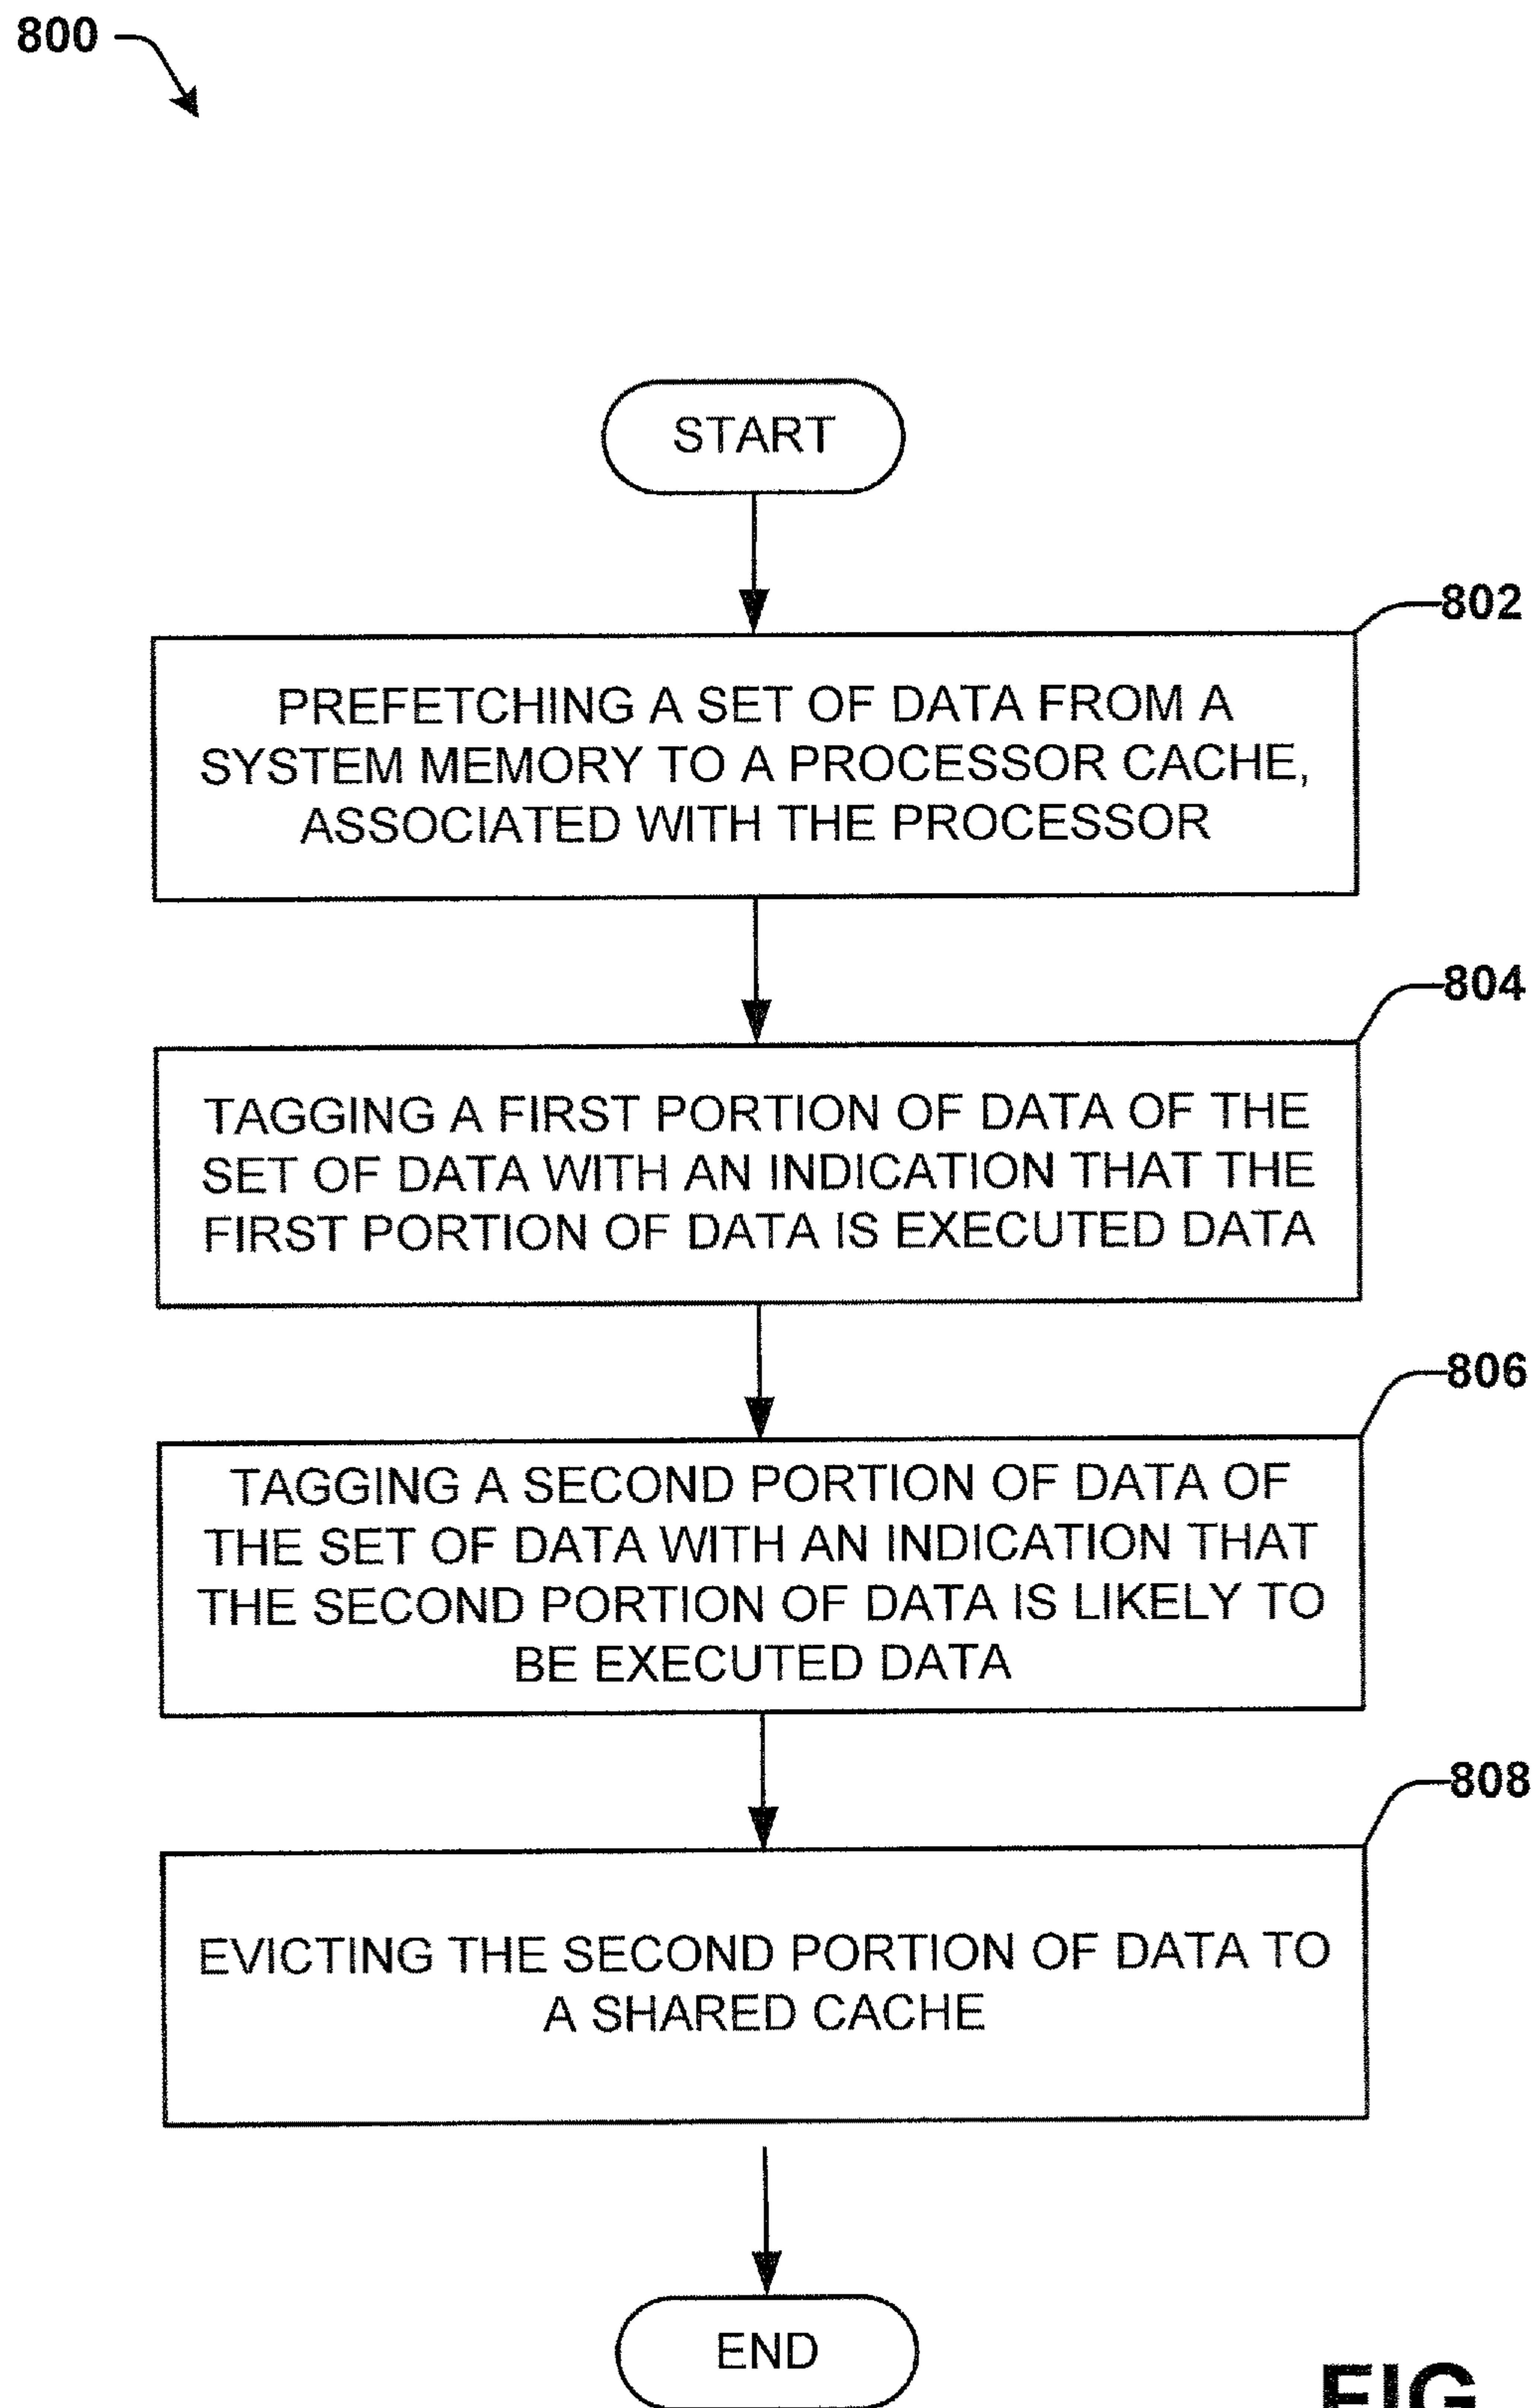 800
START
802
PREFETCHING A SET OF DATA FROM A
SYSTEM MEMORY TO A PROCESSOR CACHE,
ASSOCIATED WITH THE PROCESSOR
804
TAGGING A FIRST PORTION OF DATA OF THE
SET OF DATA WITH AN INDICATION THAT THE
FIRST PORTION OF DATA IS EXECUTED DATA
806
TAGGING A SECOND PORTION OF DATA OF
THE SET OF DATA WITH AN INDICATION THAT
THE SECOND PORTION OF DATA IS LIKELY TO
BE EXECUTED DATA
808
EVICTING THE SECOND PORTION OF DATA TO
A SHARED CACHE
END
FIG